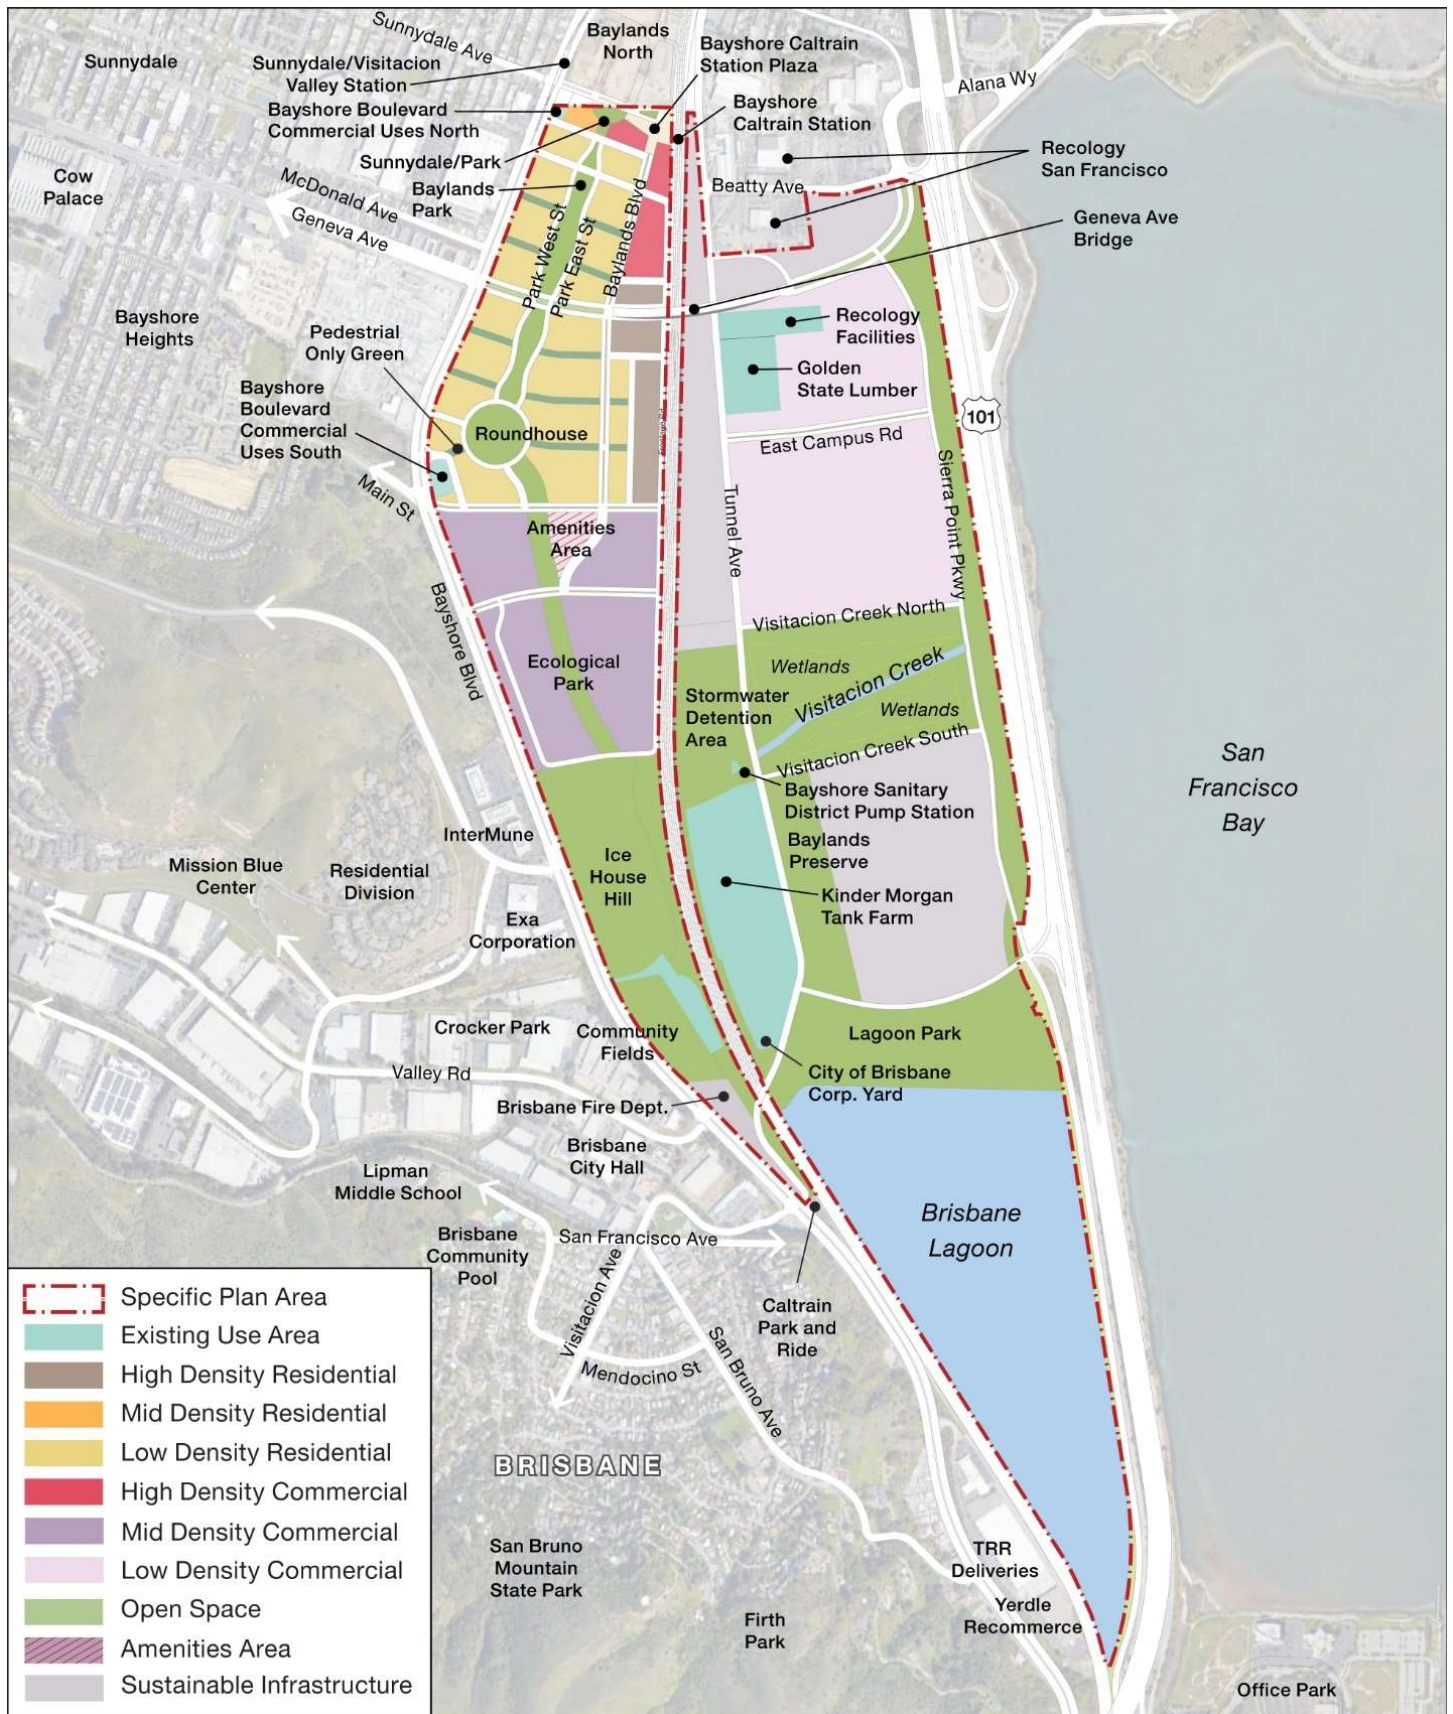 Sunnydale Ave
Baylands
North
Sunnydale
Sunnydale/Visitacion
Valley Station
Bayshore Caltrain
Station Plaza
Alana Wy
Bayshore Boulevard
Commercial Uses North
Bayshore
Caltrain Station
Sunnydale/Park
Recology
San Francisco
Cow
Palace
McDonald Ave
Baylands
Park
Beatty Ave
Geneva Ave
Geneva Ave
Bridge
Park West St
Park East St
Baylands Blvd
Bayshore
Heights
Pedestrial
Only Green
Recology
Facilities
Golden
State Lumber
Bayshore
Boulevard
Commercial
Uses South
101
Roundhouse
East Campus Rd
Main St
Tunnel Ave
Sierra Point Pkwy
Amenities
Area
Bayshore Blvd
Visitacion Creek North
Ecological
Park
Wetlands
Visitacion Creek
Stormwater
Detention
Area
Wetlands
Visitacion Creek South
San
Francisco
Bay
Bayshore Sanitary
District Pump Station
InterMune
Baylands
Preserve
Mission Blue
Center
Residential
Division
Ice
House
Hill
Kinder Morgan
Tank Farm
Exa
Corporation
Crocker Park
Community
Fields
Lagoon Park
Valley Rd
City of Brisbane
Corp. Yard
Brisbane Fire Dept.
Brisbane
City Hall
Lipman
Middle School
Brisbane
Lagoon
Brisbane
Community
Pool
San Francisco Ave
Visitacion Ave
Caltrain
Park and
Ride
Mendocino St
San Bruno Ave
BRISBANE
San Bruno
Mountain
State Park
TRR
Deliveries
Yerdle
Recommerce
Firth
Park
Office Park
Specific Plan Area
Existing Use Area
High Density Residential
Mid Density Residential
Low Density Residential
High Density Commercial
Mid Density Commercial
Low Density Commercial
Open Space
Amenities Area
Sustainable Infrastructure